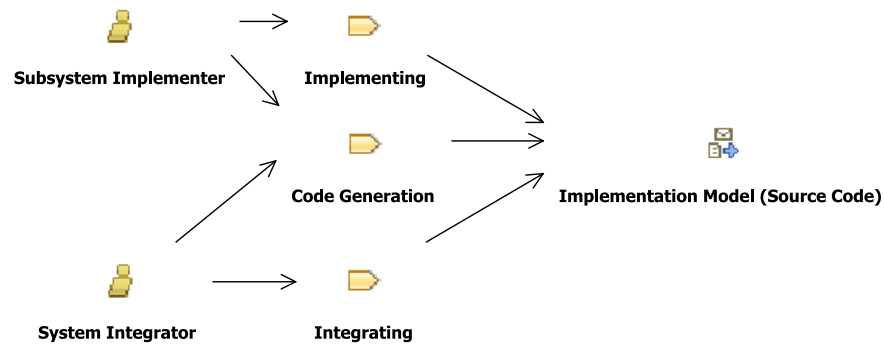 Subsystem Implementer
Implementing
Code Generation
Implementation Model (Source Code)
System Integrator
Integrating